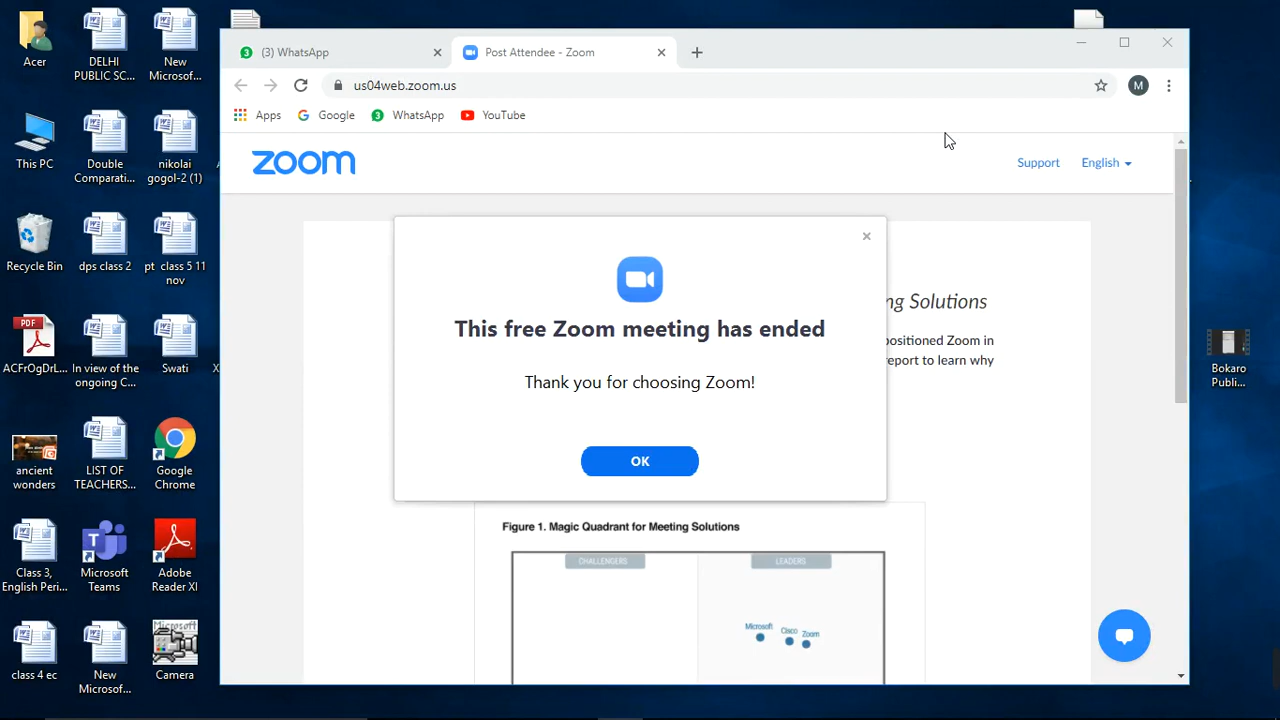 Acer
DELHI
PUBLIC SC...
New
Microsof...
This PC
Double
Comparati...
nikolai
gogol-2 (1)
Recycle Bin
dps class 2
pt class 5 11
nov
PDF
ACFrOgDrL...
In view of the
ongoing C...
Swati
X
ancient
wonders
LIST OF
TEACHERS...
Google
Chrome
Class 3,
English Peri...
Microsoft
Teams
Adobe
Reader XI
class 4 ec
New
Microsof...
Microsoft
Camera
3 (3) WhatsApp
Post Attendee - Zoom
us04web.zoom.us
M
Apps
Google
3 WhatsApp
YouTube
zoom
Support
English
This free Zoom meeting has ended
Thank you for choosing Zoom!
OK
ng Solutions
positioned Zoom in
report to learn why
Figure 1. Magic Quadrant for Meeting Solutions
CHALLENGERS
LEADERS
Microsoft
Cisco
Zoom
Bokaro
Publi...